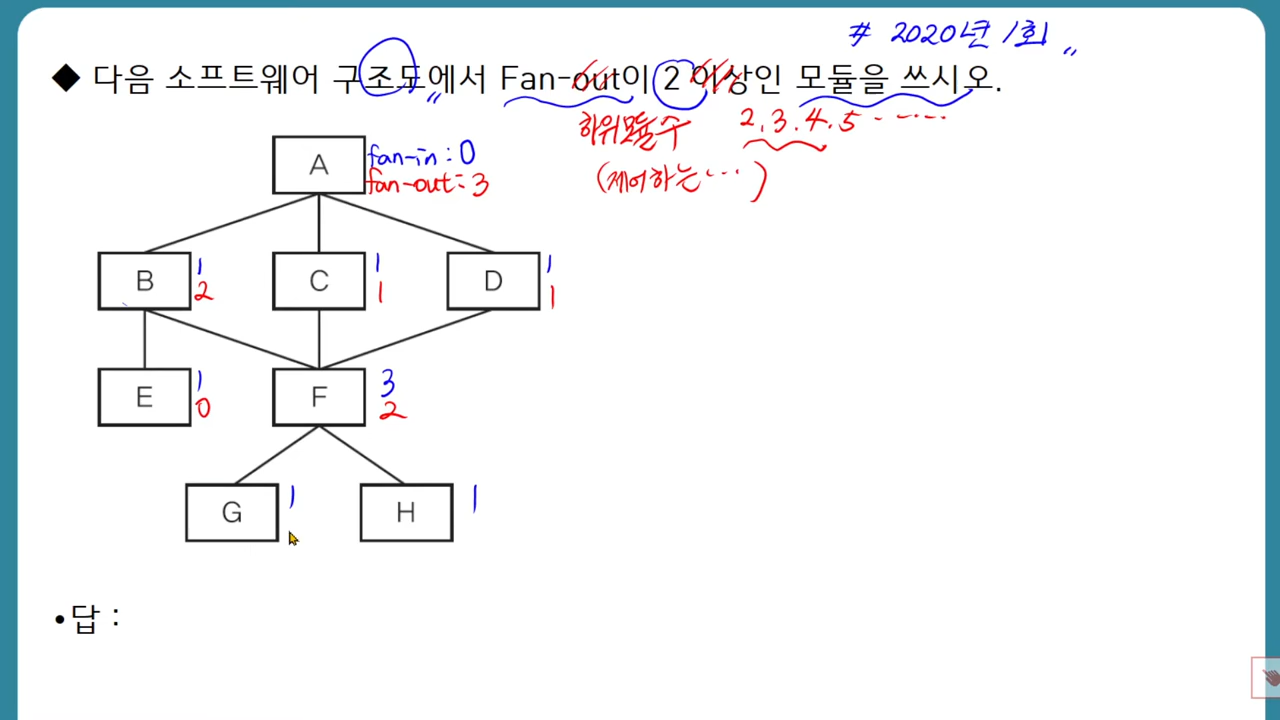 # 2020년 1회 〃
◆ 다음 소프트웨어 구조도에서 Fan-out이 2 이상인 모듈을 쓰시오.
〃
하위모듈수 2, 3, 4, 5 ·······
(제어하는 ··· )
A fan-in : 0
fan-out : 3
B 1 2
C 1 1
D 1 1
E 1 0
F 3 2
G 1
H 1
•답 :